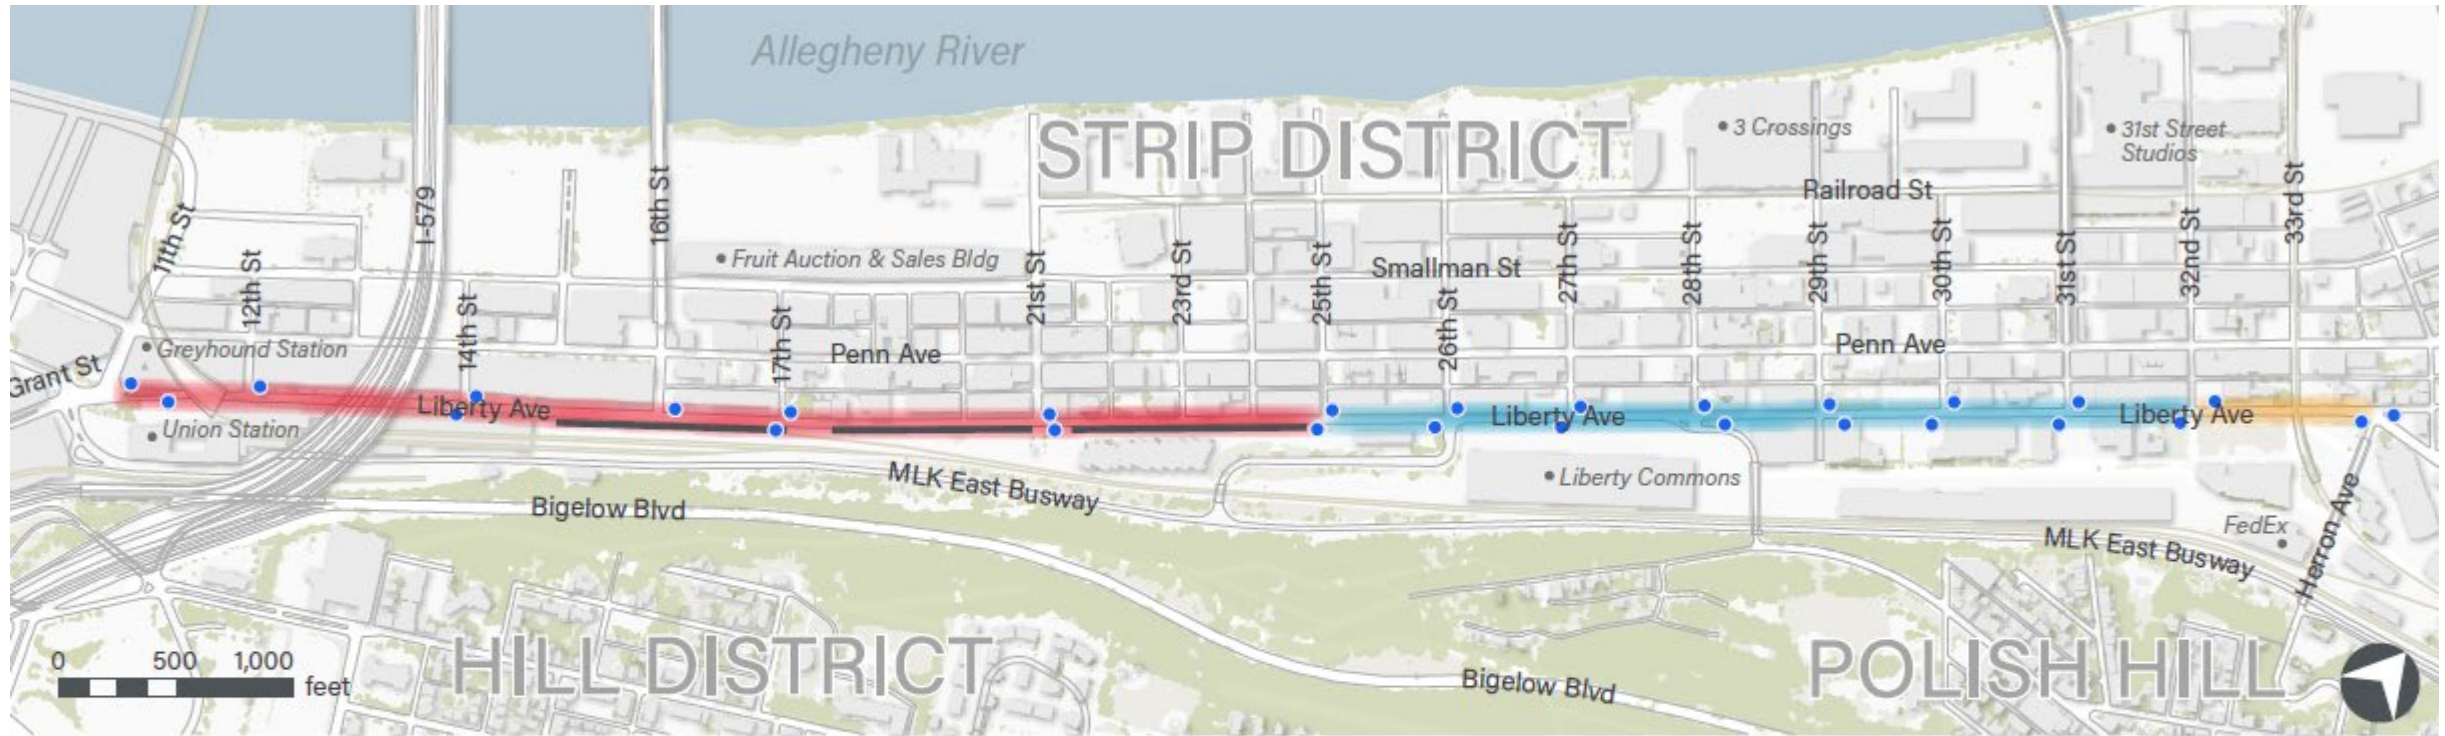 Allegheny River
STRIP DISTRICT
3 Crossings
31st Street
Studios
Railroad St
11th St
I-579
16th St
33rd St
12th St
Fruit Auction & Sales Bldg
21st St
23rd St
25th St
Smallman St
27th St
28th St
29th St
30th St
31st St
32nd St
14th St
17th St
26th St
Greyhound Station
Penn Ave
Penn Ave
Grant St
Liberty Ave
Liberty Ave
Liberty Ave
Union Station
MLK East Busway
Liberty Commons
Bigelow Blvd
FedEx
MLK East Busway
Herron Ave
HILL DISTRICT
POLISH HILL
Bigelow Blvd
0 500 1,000
feet